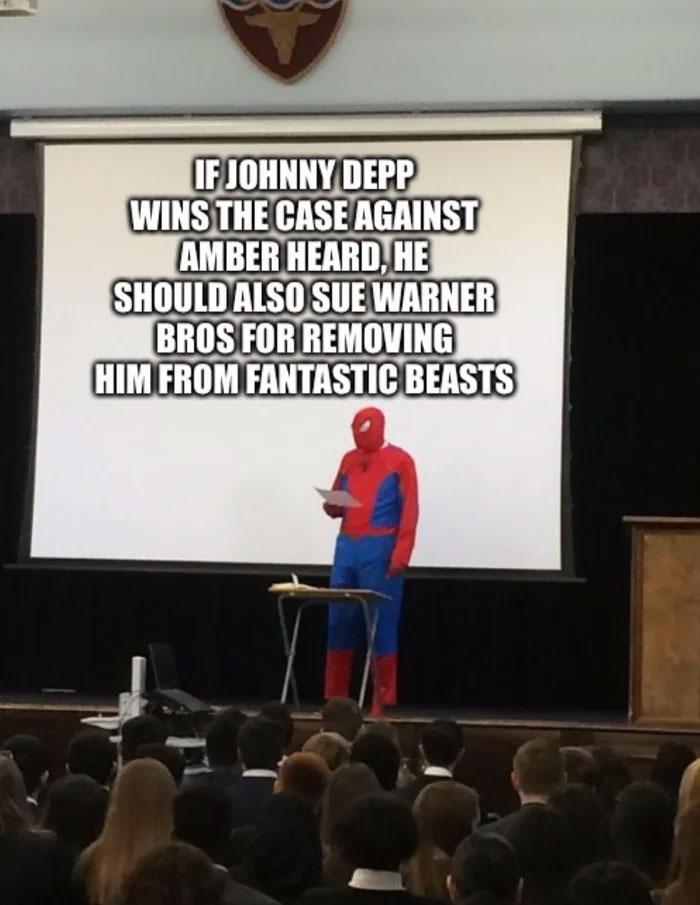 IF JOHNNY DEPP
WINS THE CASE AGAINST
AMBER HEARD, HE
SHOULD ALSO SUE WARNER
BROS FOR REMOVING
HIM FROM FANTASTIC BEASTS